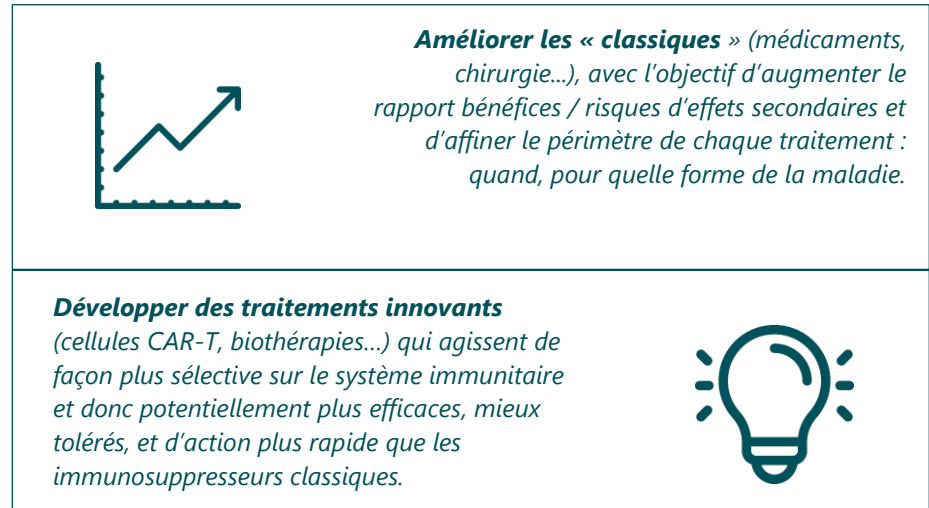 Améliorer les « classiques » (médicaments,
chirurgie...), avec l’objectif d’augmenter le
rapport bénéfices / risques d’effets secondaires et
d’affiner le périmètre de chaque traitement :
quand, pour quelle forme de la maladie.
Développer des traitements innovants
(cellules CAR-T, biothérapies...) qui agissent de
façon plus sélective sur le système immunitaire
et donc potentiellement plus efficaces, mieux
tolérés, et d’action plus rapide que les
immunosuppresseurs classiques.